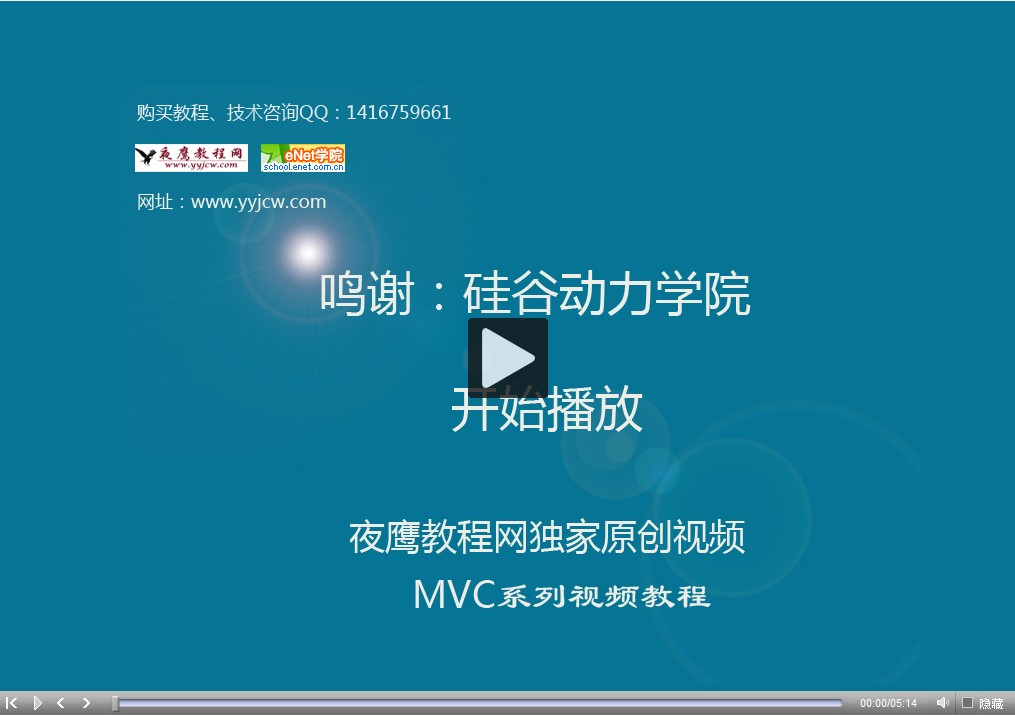 购买教程、技术咨询QQ：1416759661
夜鹰教程网
www.yyjcw.com
eNet学院
school.enet.com.cn
网址：www.yyjcw.com
鸣谢：硅谷动力学院
开始播放
夜鹰教程网独家原创视频
MVC系列视频教程
00:00/05:14
隐藏